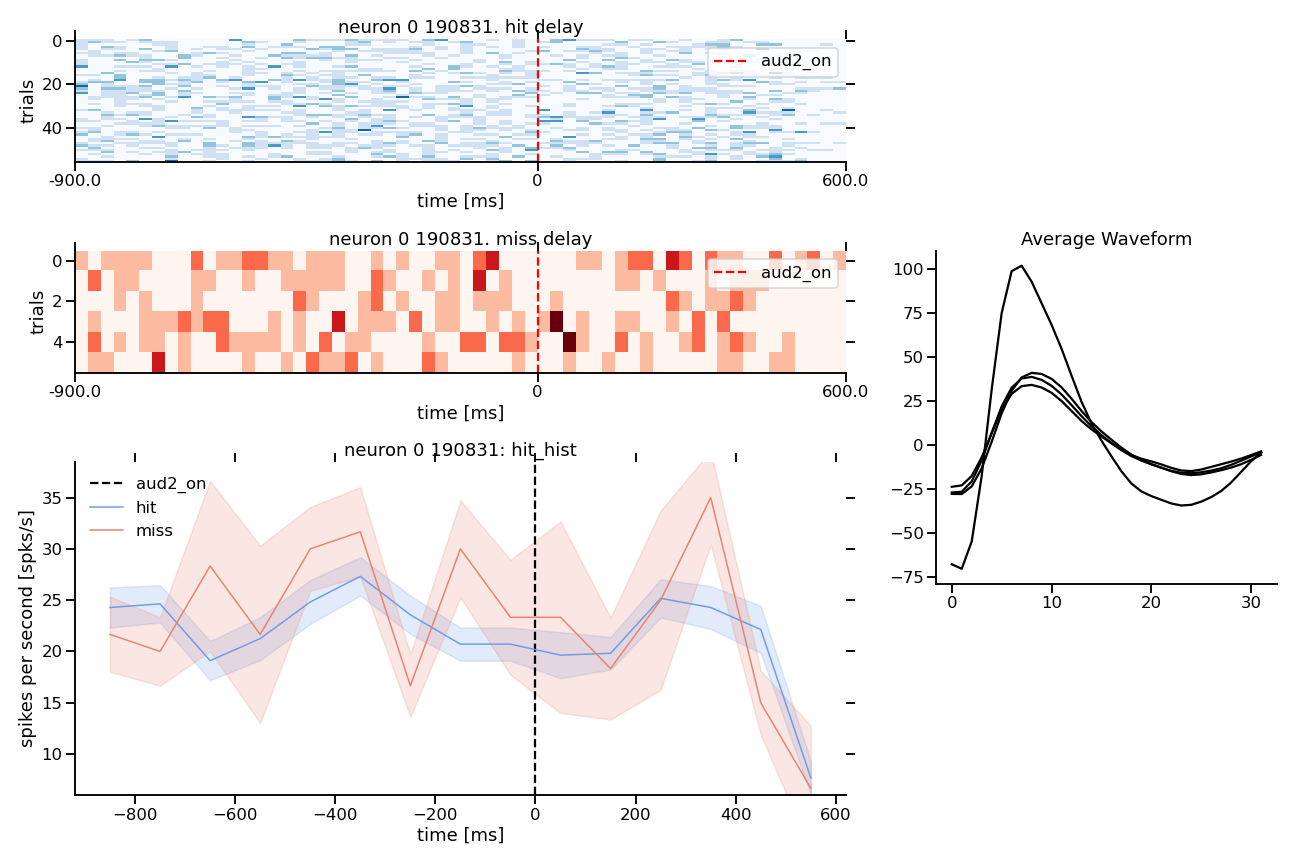 neuron 0 190831. hit delay
0
20
40
trials
aud2_on
-900.0
0
600.0
time [ms]
neuron 0 190831. miss delay
0
2
4
trials
aud2_on
-900.0
0
600.0
time [ms]
neuron 0 190831: hit_hist
aud2_on
hit
miss
35
30
25
20
15
10
spikes per second [spks/s]
−800
−600
−400
−200
0
200
400
600
time [ms]
Average Waveform
100
75
50
25
0
−25
−50
−75
0
10
20
30